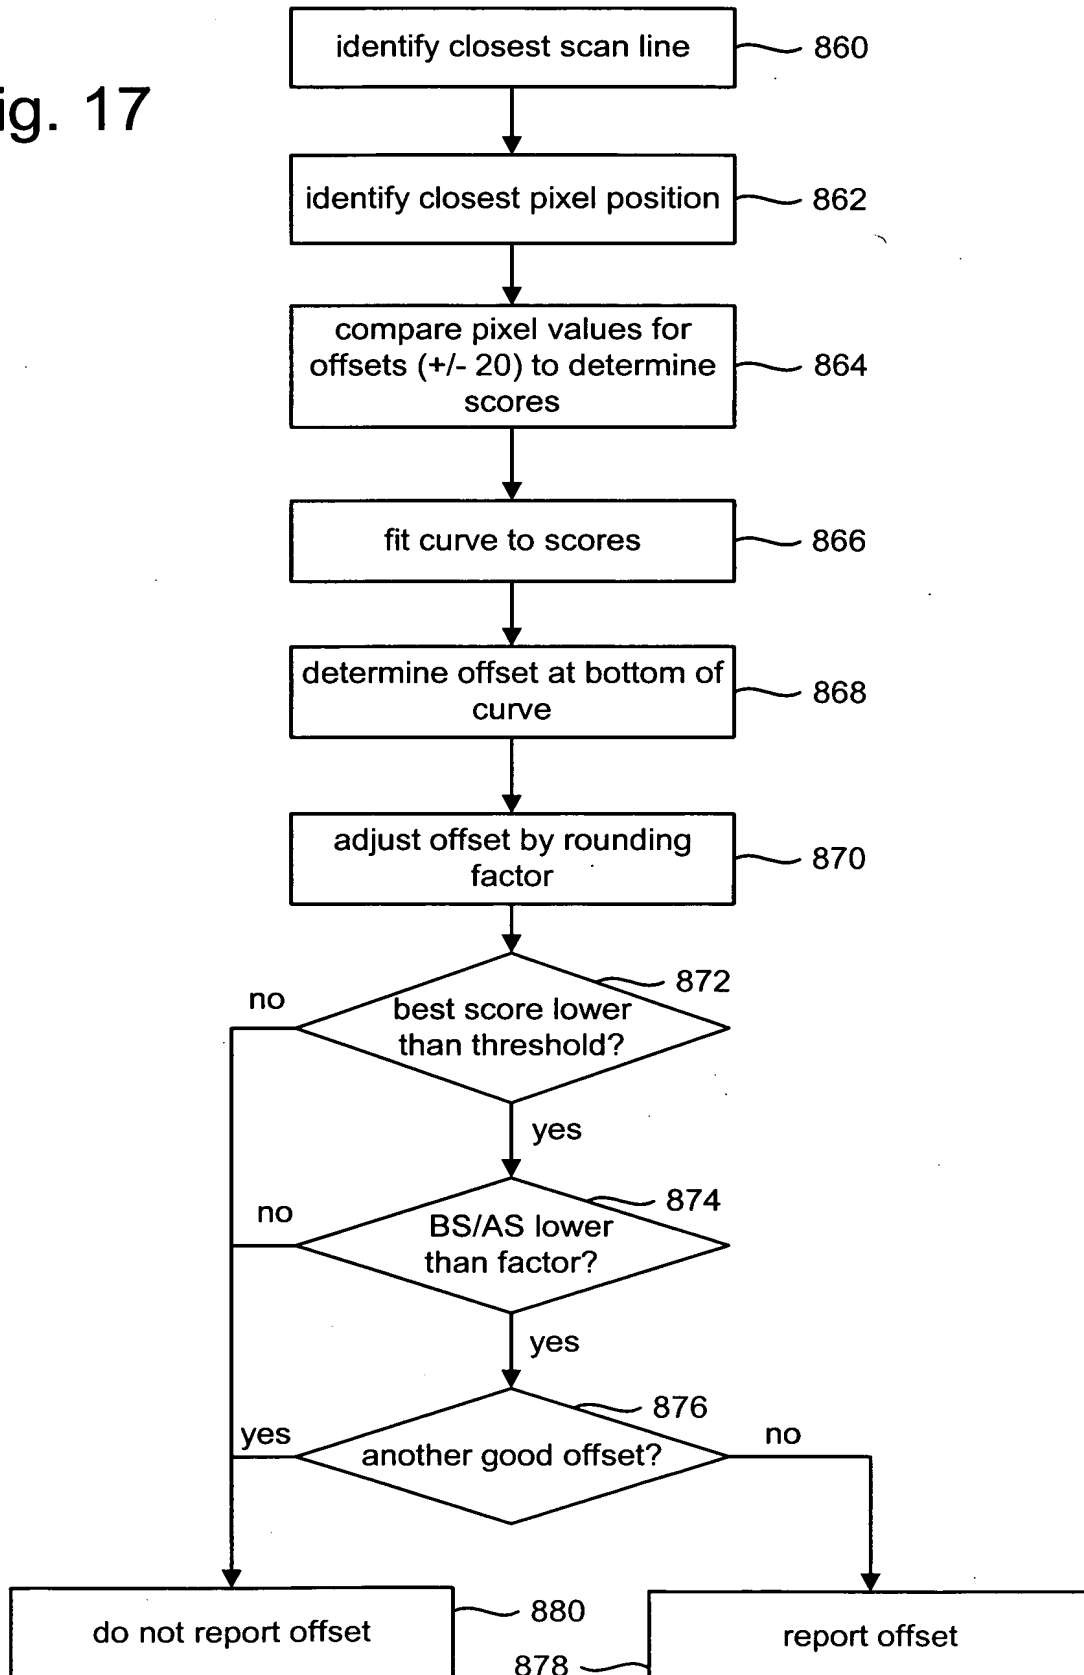 identify closest scan line
860
ig. 17
identify closest pixel position
862
compare pixel values for
offsets (+/- 20) to determine
scores
864
fit curve to scores
866
determine offset at bottom of
curve
868
adjust offset by rounding
factor
870
872
no
best score lower
than threshold?
yes
874
no
BS/AS lower
than factor?
yes
876
yes
another good offset?
no
do not report offset
880
report offset
878